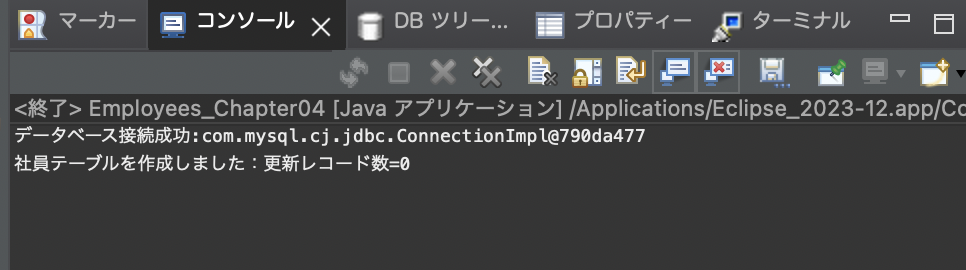 マーカー コンソール DB ツリー... プロパティー ターミナル
<終了> Employees_Chapter04 [Java アプリケーション] /Applications/Eclipse_2023-12.app/Co
データベース接続成功:com.mysql.cj.jdbc.ConnectionImpl@790da477
社員テーブルを作成しました：更新レコード数=0